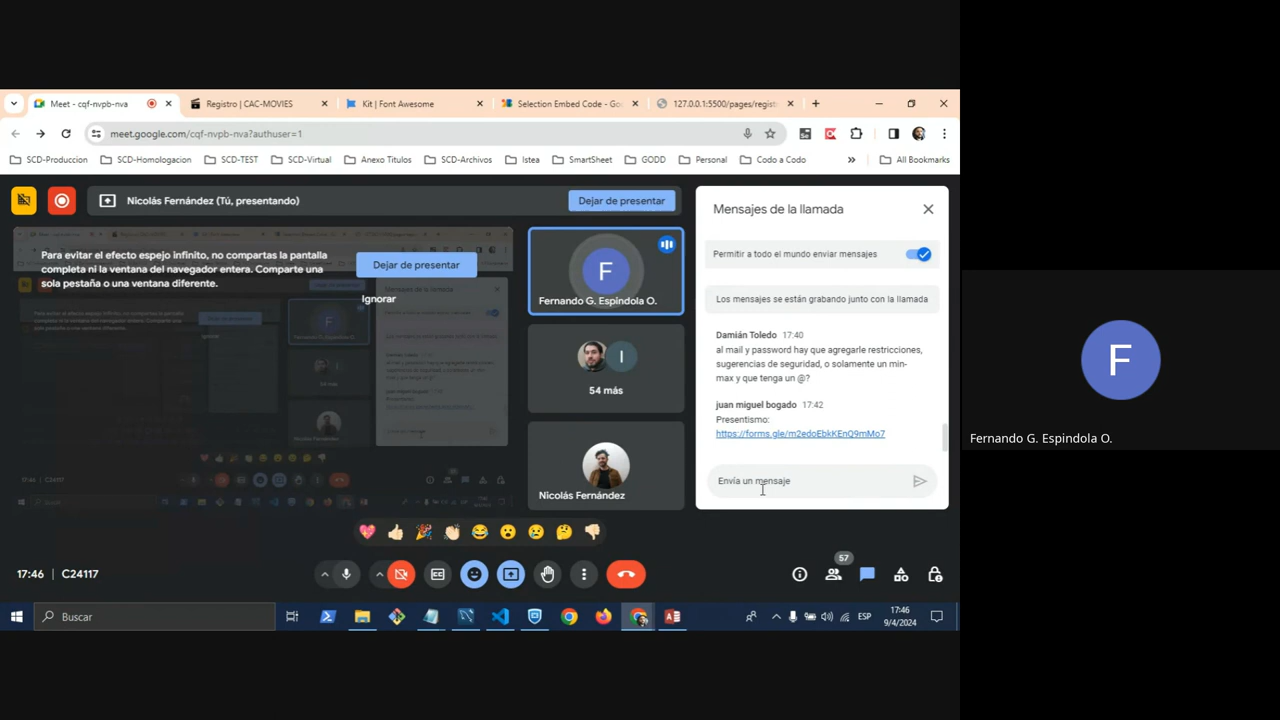 Meet - cqf-nvpb-nva
Registro | CAC-MOVIES
Kit | Font Awesome
Selection Embed Code - Go
127.0.0.1:5500/pages/regist
meet.google.com/cqf-nvpb-nva?authuser=1
SCD-Produccion
SCD-Homologacion
SCD-TEST
SCD-Virtual
Anexo Titulos
SCD-Archivos
Istea
SmartSheet
GODD
Personal
Codo a Codo
»
All Bookmarks
Nicolás Fernández (Tú, presentando)
Dejar de presentar
Para evitar el efecto espejo infinito, no compartas la pantalla
completa ni la ventana del navegador entera. Comparte una
sola pestaña o una ventana diferente.
Dejar de presentar
Ignorar
F
Fernando G. Espindola O.
I
54 más
Nicolás Fernández
Mensajes de la llamada
Permitir a todo el mundo enviar mensajes
Los mensajes se están grabando junto con la llamada
Damián Toledo 17:40
al mail y password hay que agregarle restricciones,
sugerencias de seguridad, o solamente un min-
max y que tenga un @?
juan miguel bogado 17:42
Presentismo:
https://forms.gle/m2edoEbkKEnQ9mMo7
Envía un mensaje
17:46 | C24117
57
Buscar
ESP
17:46
9/4/2024
F
Fernando G. Espindola O.